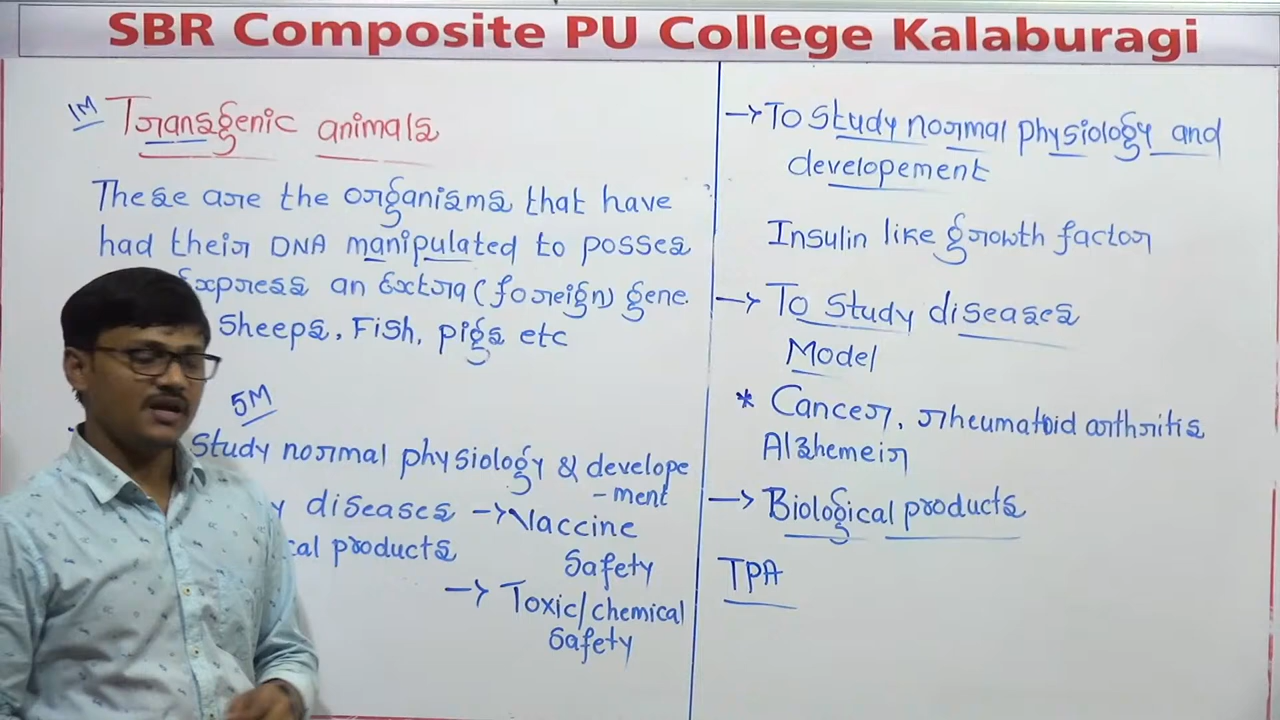 SBR Composite PU College Kalaburagi
1M Transgenic animals
These are the organisms that have
had their DNA manipulated to posses
Express an Extra (foreign) gene.
Sheeps, Fish, pigs etc
5M
Study normal physiology & develope
-ment
y diseases → Vaccine
Safety
cal products
→ Toxic/chemical
Safety
→ To study normal physiology and
developement
Insulin like growth factor
→ To study diseases
Model
* Cancer, rheumatoid arthritis
Alzhemeir
→ Biological products
TPA